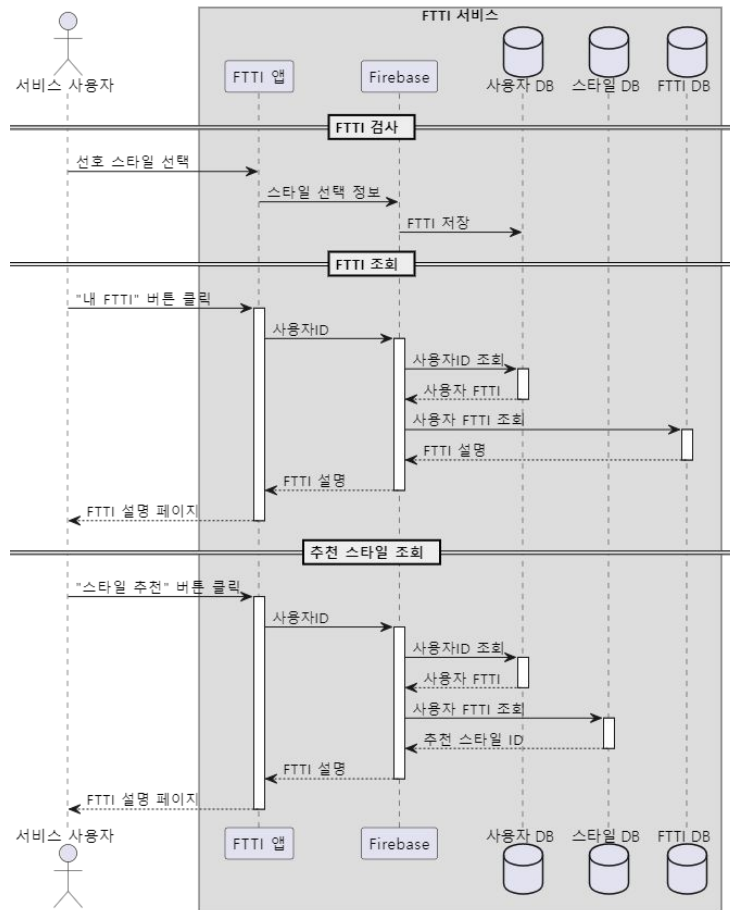 FTTI 서비스
서비스 사용자
FTTI 앱
Firebase
사용자 DB
스타일 DB
FTTI DB
FTTI 검사
선호 스타일 선택
스타일 선택 정보
FTTI 저장
FTTI 조회
"내 FTTI" 버튼 클릭
사용자ID
사용자ID 조회
사용자 FTTI
사용자 FTTI 조회
FTTI 설명
FTTI 설명
FTTI 설명 페이지
추천 스타일 조회
"스타일 추천" 버튼 클릭
사용자ID
사용자ID 조회
사용자 FTTI
사용자 FTTI 조회
추천 스타일 ID
FTTI 설명
FTTI 설명 페이지
서비스 사용자
FTTI 앱
Firebase
사용자 DB
스타일 DB
FTTI DB